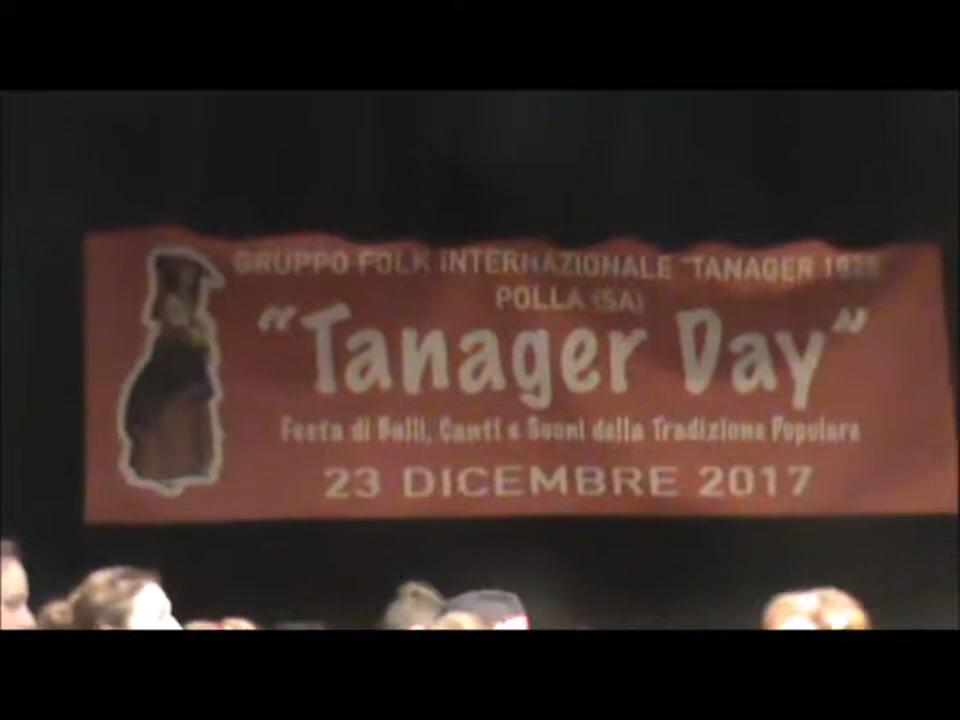 GRUPPO FOLK INTERNAZIONALE "TANAGER
POLLA (SA)
"Tanager Day"
Festa di Balli, Canti e Suoni della Tradizione Popolare
23 DICEMBRE 2017